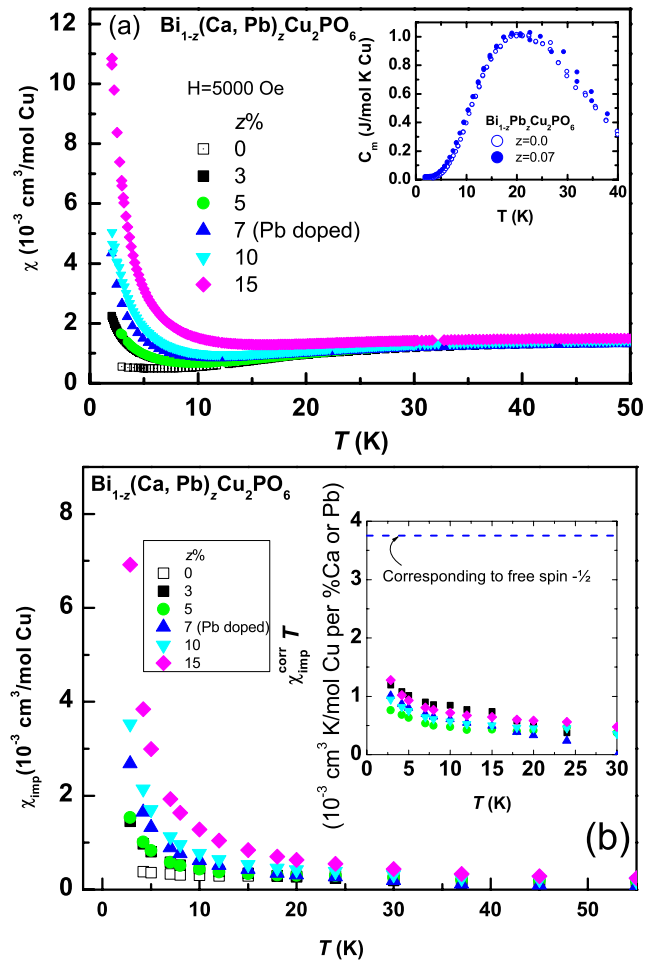 (a) Bi1-z(Ca, Pb)zCu2PO6
H=5000 Oe
z%
0
3
5
7 (Pb doped)
10
15
χ (10-3 cm3/mol Cu)
12
10
8
6
4
2
0
0 10 20 30 40 50
T (K)
Cm (J/mol K Cu)
1.0
0.8
0.6
0.4
0.2
0.0
Bi1-zPbzCu2PO6
z=0.0
z=0.07
0 5 10 15 20 25 30 35 40
T (K)
Bi1-z(Ca, Pb)zCu2PO6
z%
0
3
5
7 (Pb doped)
10
15
χimp(10-3 cm3/mol Cu)
8
6
4
2
0
0 10 20 30 40 50
T (K)
χimpcorr T
(10-3 cm3 K/mol Cu per %Ca or Pb)
4
3
2
1
0
Corresponding to free spin -½
0 5 10 15 20 25 30
T (K)
(b)